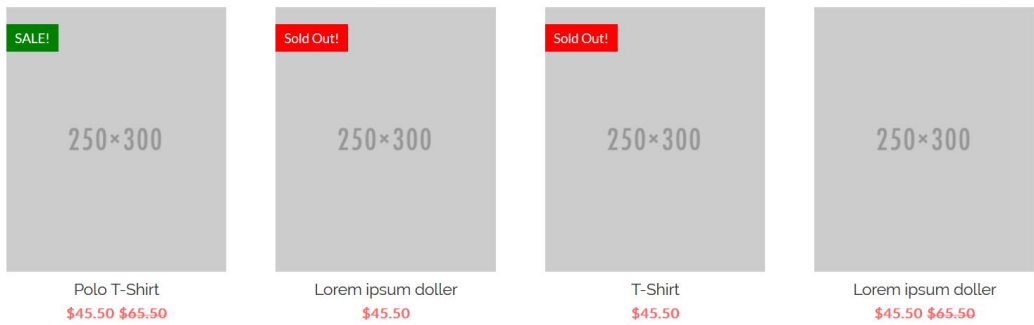 SALE!
Sold Out!
Sold Out!
250×300
250×300
250×300
250×300
Polo T-Shirt
Lorem ipsum doller
T-Shirt
Lorem ipsum doller
$45.50 $65.50
$45.50
$45.50
$45.50 $65.50